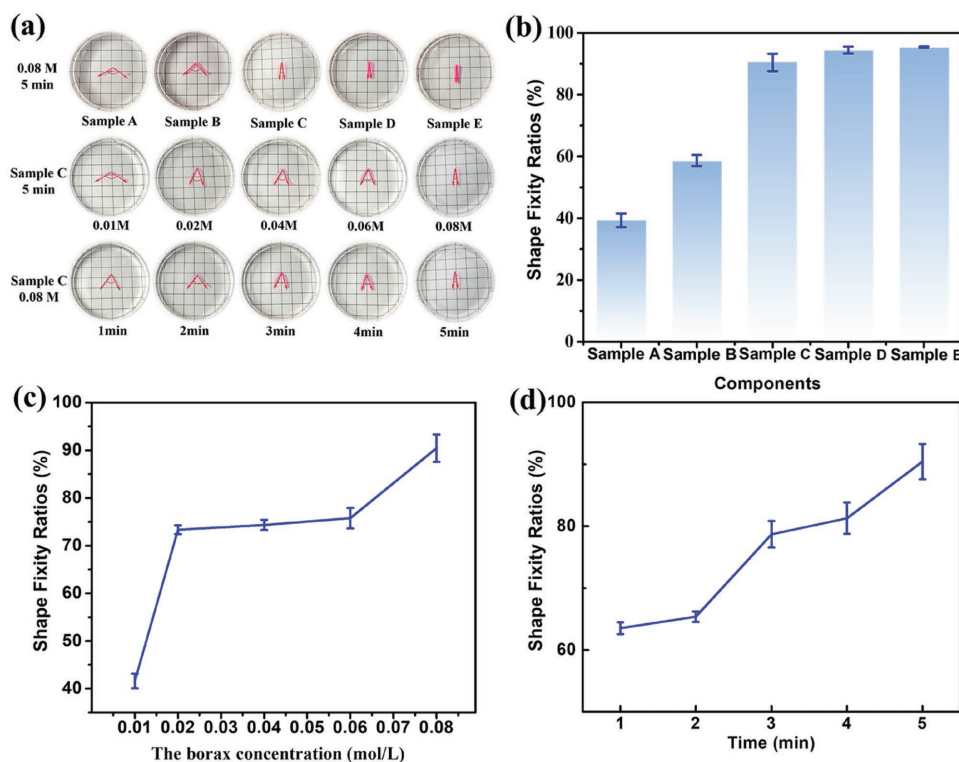 (a)
0.08 M
5 min
Sample A Sample B Sample C Sample D Sample E
Sample C
5 min
0.01M 0.02M 0.04M 0.06M 0.08M
Sample C
0.08 M
1min 2min 3min 4min 5min
(b)
Shape Fixity Ratios (%)
100
80
60
40
20
0
Sample A Sample B Sample C Sample D Sample E
Components
(c)
Shape Fixity Ratios (%)
100
90
80
70
60
50
40
0.01 0.02 0.03 0.04 0.05 0.06 0.07 0.08
The borax concentration (mol/L)
(d)
Shape Fixity Ratios (%)
100
80
60
1 2 3 4 5
Time (min)